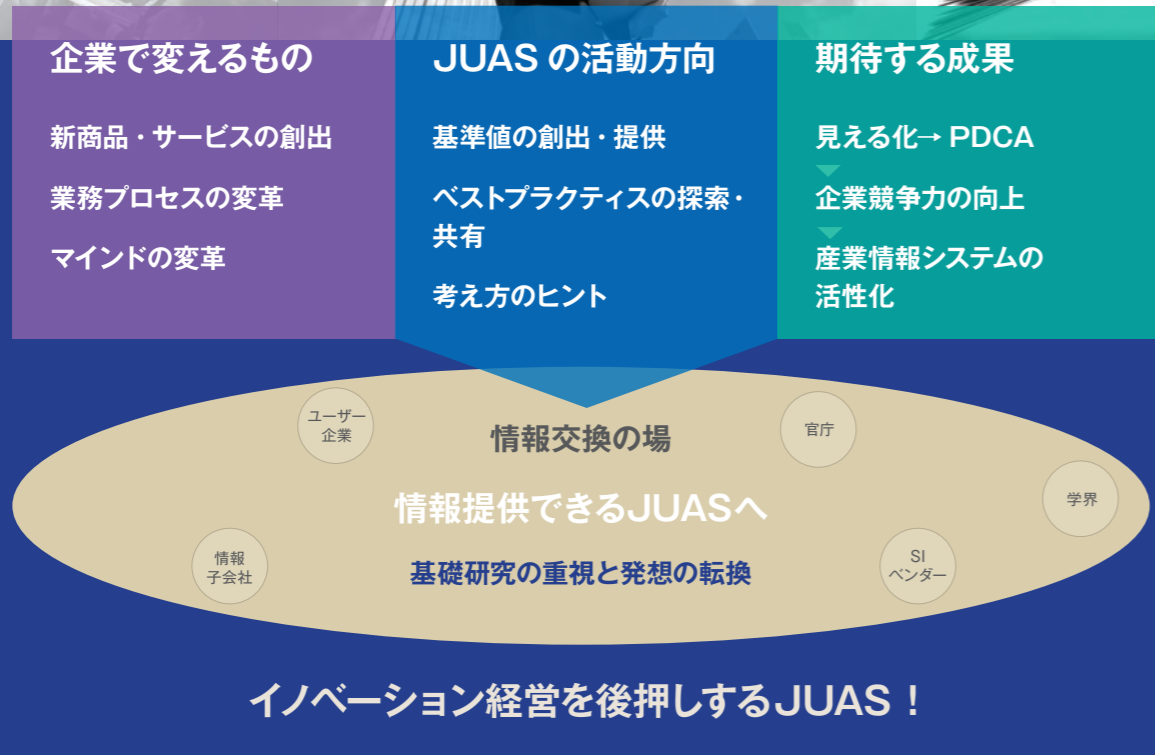 企業で変えるもの
新商品・サービスの創出
業務プロセスの変革
マインドの変革
JUAS の活動方向
基準値の創出・提供
ベストプラクティスの探索・
共有
考え方のヒント
期待する成果
見える化→ PDCA
企業競争力の向上
産業情報システムの
活性化
ユーザー
企業
情報交換の場
官庁
学界
情報提供できるJUASへ
情報
子会社
基礎研究の重視と発想の転換
SI
ベンダー
イノベーション経営を後押しするJUAS！